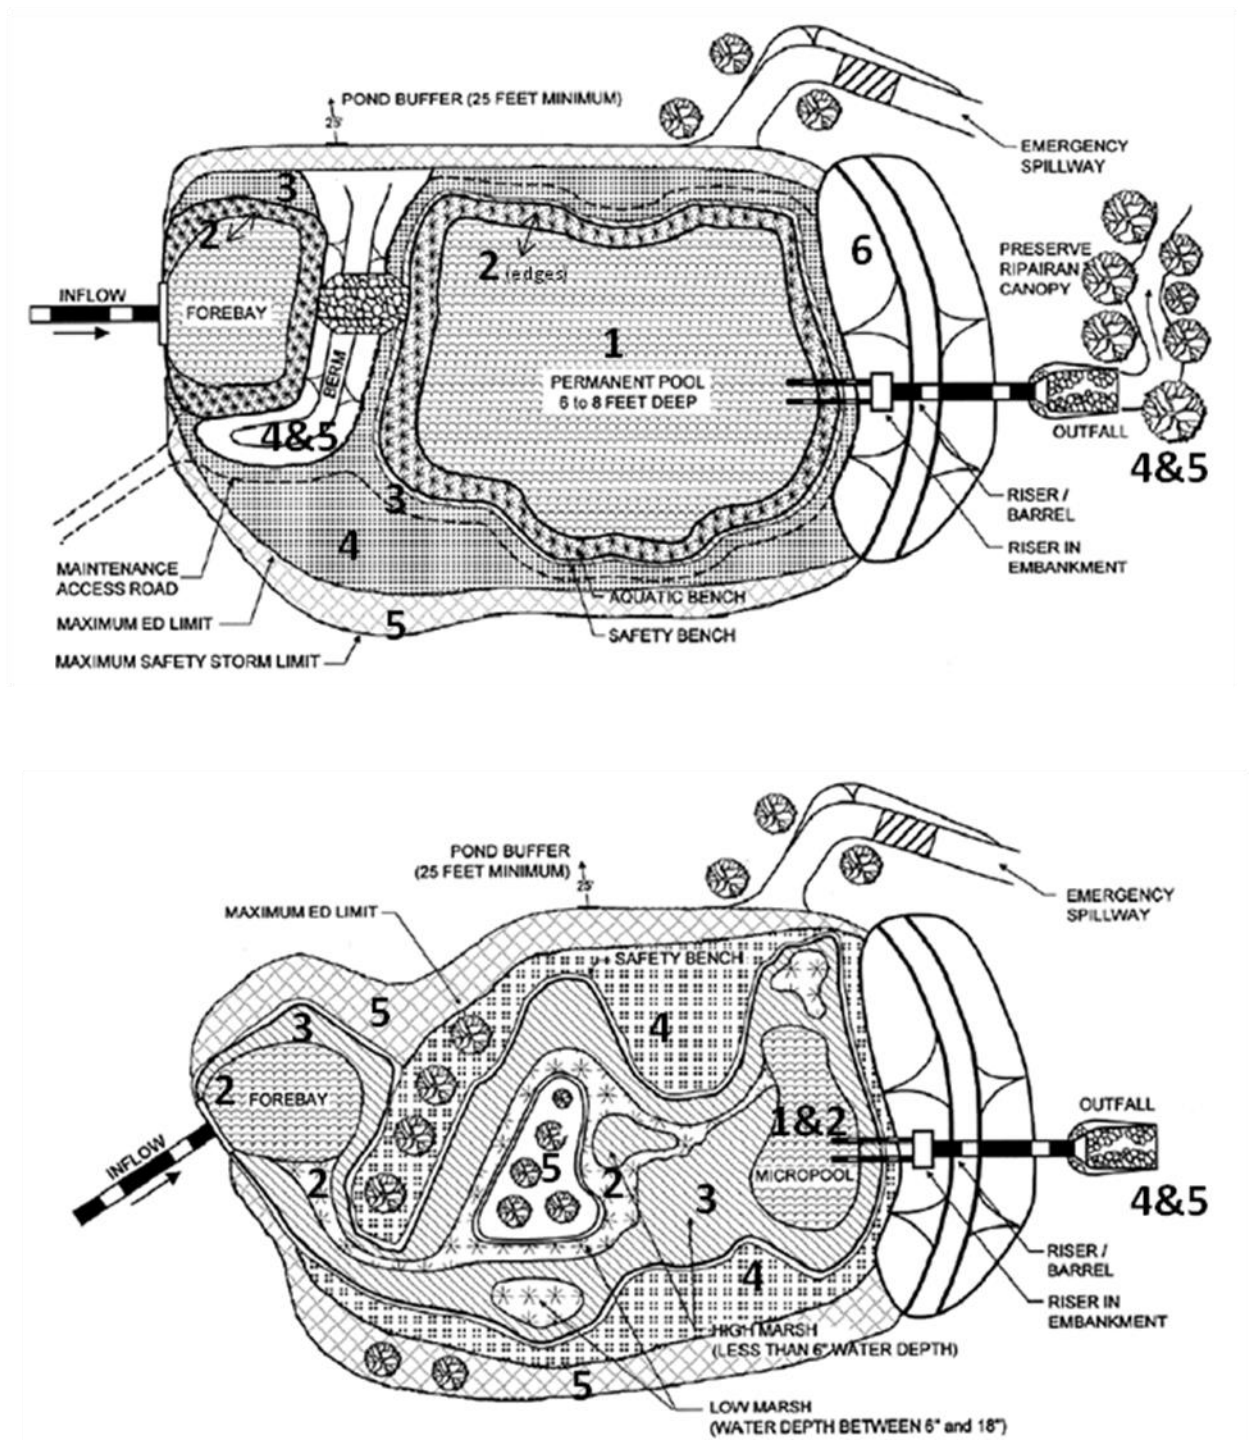 POND BUFFER (25 FEET MINIMUM)
25'
EMERGENCY
SPILLWAY
3
2
2 (edges)
6
PRESERVE
RIPAIRAN
CANOPY
INFLOW
FOREBAY
1
PERMANENT POOL
6 to 8 FEET DEEP
BERM
4&5
OUTFALL
4&5
3
4
RISER /
BARREL
RISER IN
EMBANKMENT
MAINTENANCE
ACCESS ROAD
AQUATIC BENCH
MAXIMUM ED LIMIT
5
SAFETY BENCH
MAXIMUM SAFETY STORM LIMIT
POND BUFFER
(25 FEET MINIMUM)
25'
EMERGENCY
SPILLWAY
MAXIMUM ED LIMIT
SAFETY BENCH
5
3
4
2
FOREBAY
1&2
OUTFALL
INFLOW
5
2
2
MICROPOOL
3
4&5
4
RISER /
BARREL
RISER IN
EMBANKMENT
HIGH MARSH
(LESS THAN 6" WATER DEPTH)
5
LOW MARSH
(WATER DEPTH BETWEEN 6" and 18")